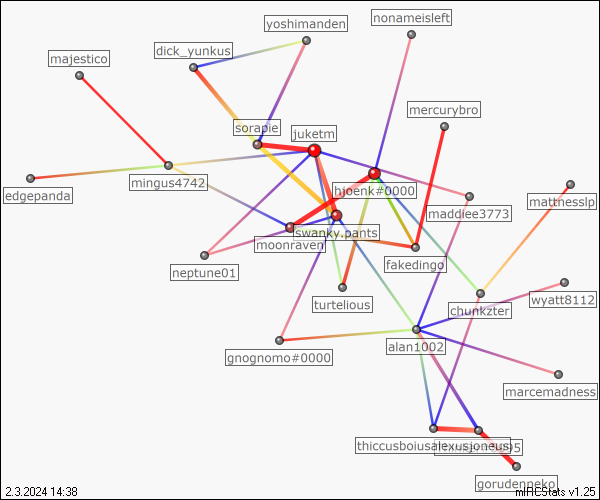 nonameisleft
yoshimanden
dick_yunkus
majestico
mercurybro
sorapie
juketm
mingus4742
hjoenk#0000
edgepanda
mattnesslp
maddiee3773
swanky.pants
moonraven
fakedingo
neptune01
turtelious
chunkzter
wyatt8112
alan1002
gnognomo#0000
marcemadness
alexusjoneusj
gorudenneko
2.3.2024 14:38
mIRCStats v1.25